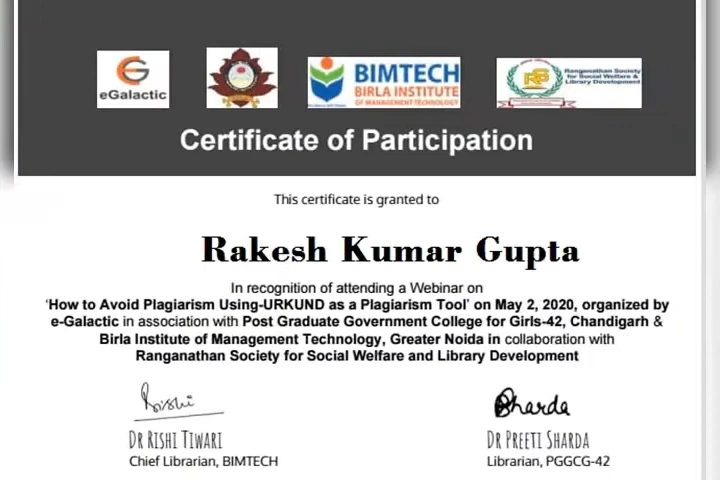 eGalactic
BIMTECH
BIRLA INSTITUTE
OF MANAGEMENT TECHNOLOGY
Ranganathan Society
for Social Welfare &
Library Development
Certificate of Participation
This certificate is granted to
Rakesh Kumar Gupta
In recognition of attending a Webinar on
‘How to Avoid Plagiarism Using-URKUND as a Plagiarism Tool’ on May 2, 2020, organized by
e-Galactic in association with Post Graduate Government College for Girls-42, Chandigarh &
Birla Institute of Management Technology, Greater Noida in collaboration with
Ranganathan Society for Social Welfare and Library Development
Rishi
Sharda
DR RISHI TIWARI
DR PREETI SHARDA
Chief Librarian, BIMTECH
Librarian, PGGCG-42